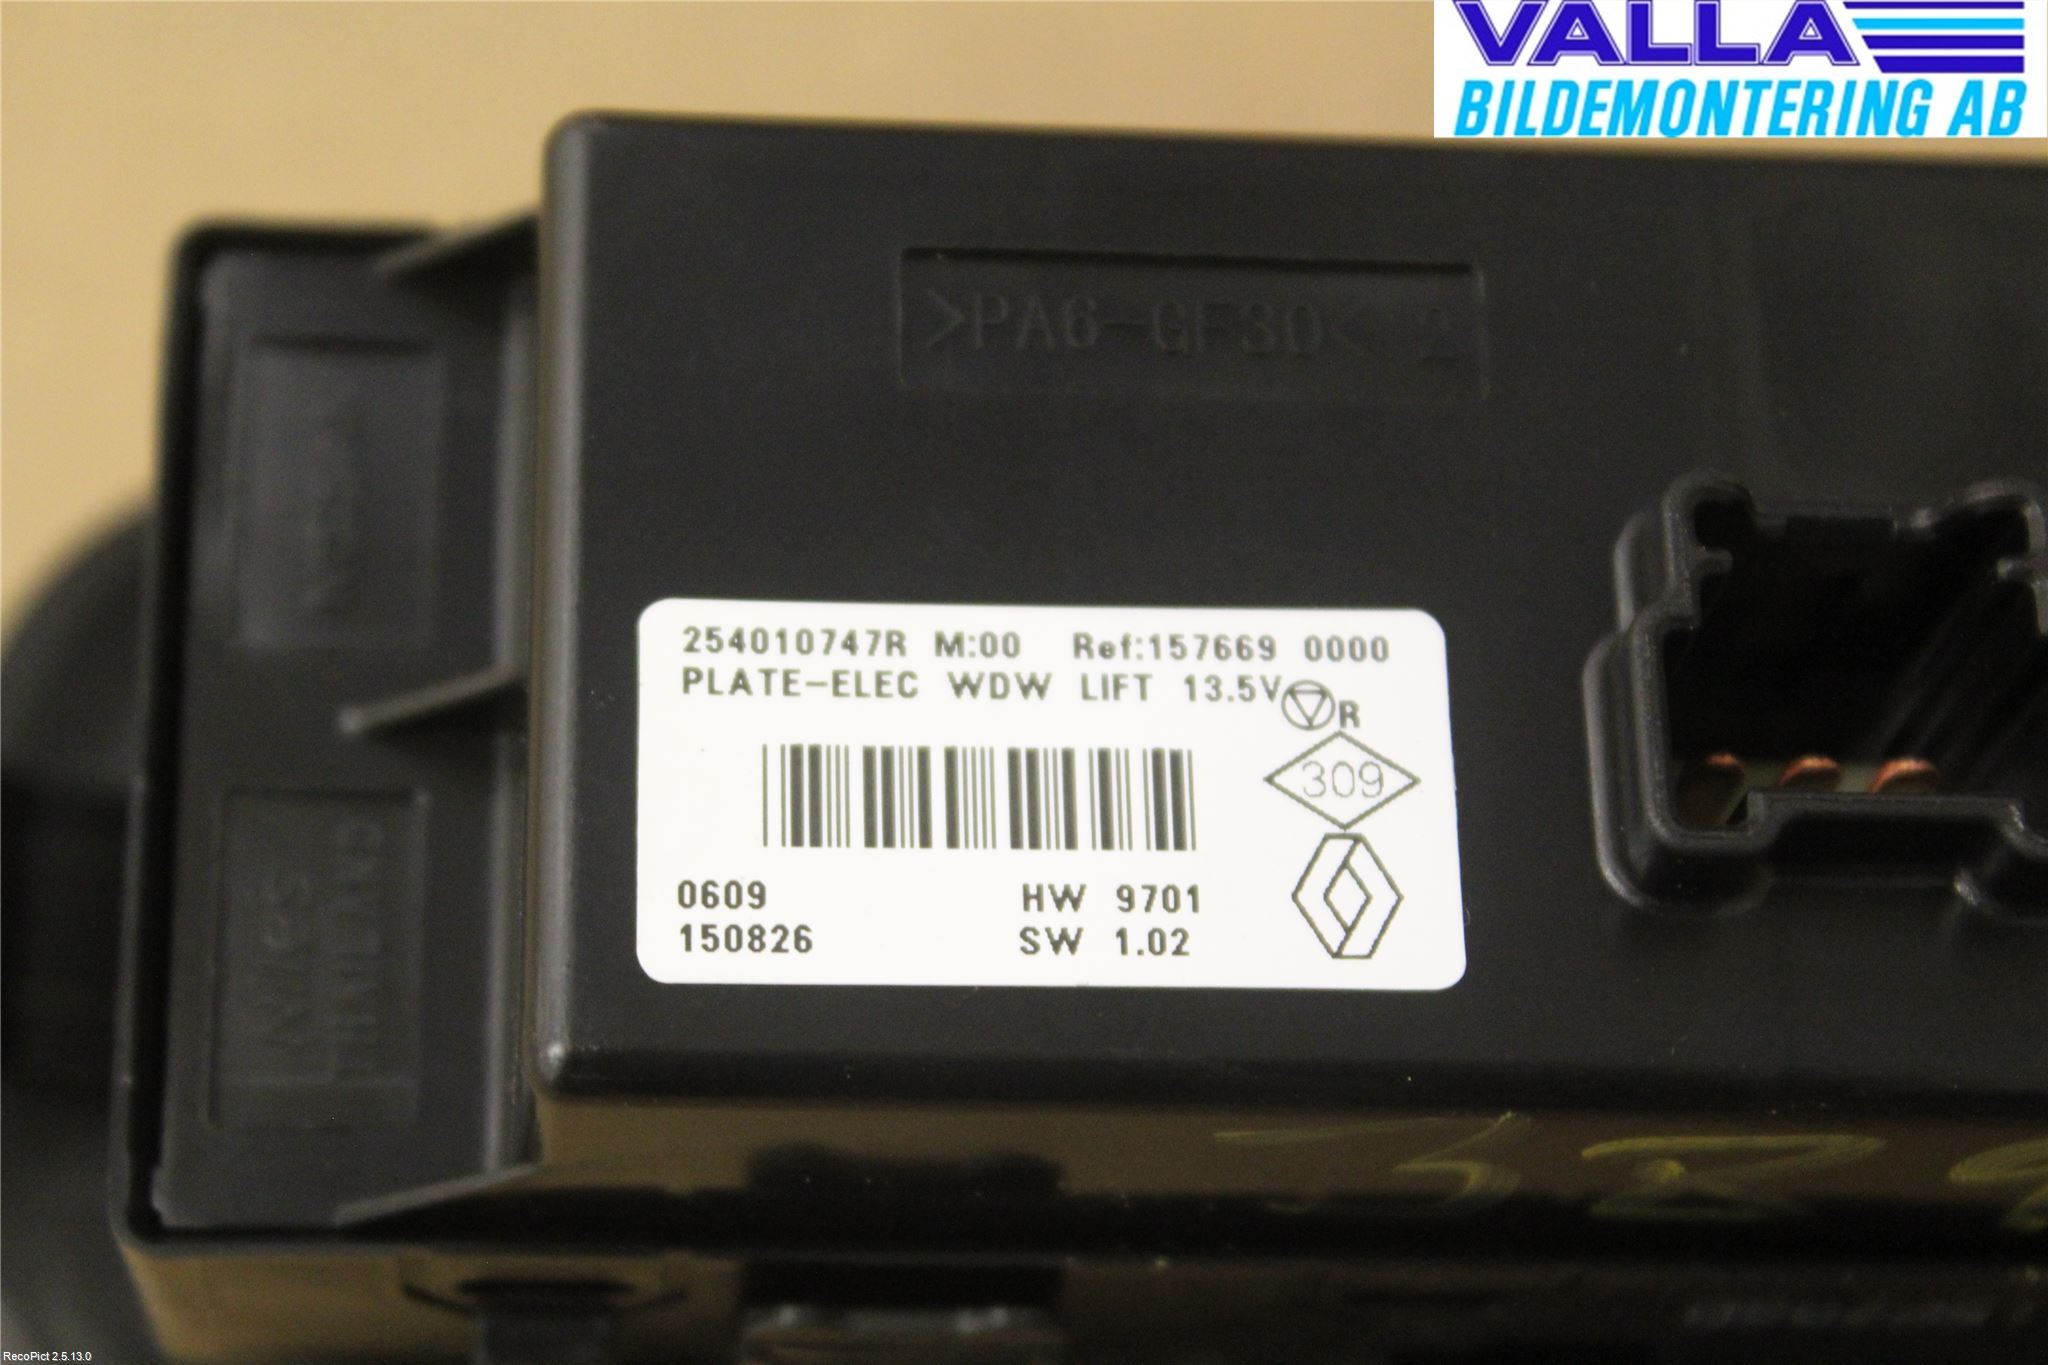 VALLA
BILDEMONTERING AB
>PA6-GF30< 2
254010747R M:00 Ref:157669 0000
PLATE-ELEC WDW LIFT 13.5V
R
309
0609 HW 9701
150826 SW 1.02
RecoPict 2.5.13.0